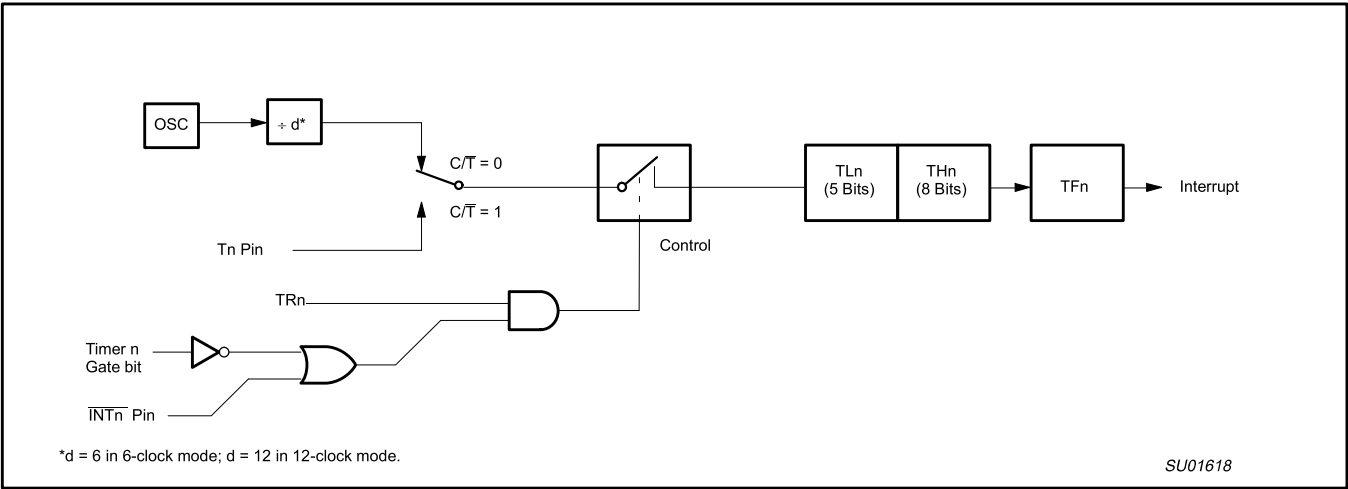 OSC
÷ d*
C/T̅ = 0
C/T̅ = 1
Tn Pin
TRn
Timer n
Gate bit
I̅N̅T̅n̅ Pin
Control
TLn
(5 Bits)
THn
(8 Bits)
TFn
Interrupt
*d = 6 in 6-clock mode; d = 12 in 12-clock mode.
SU01618